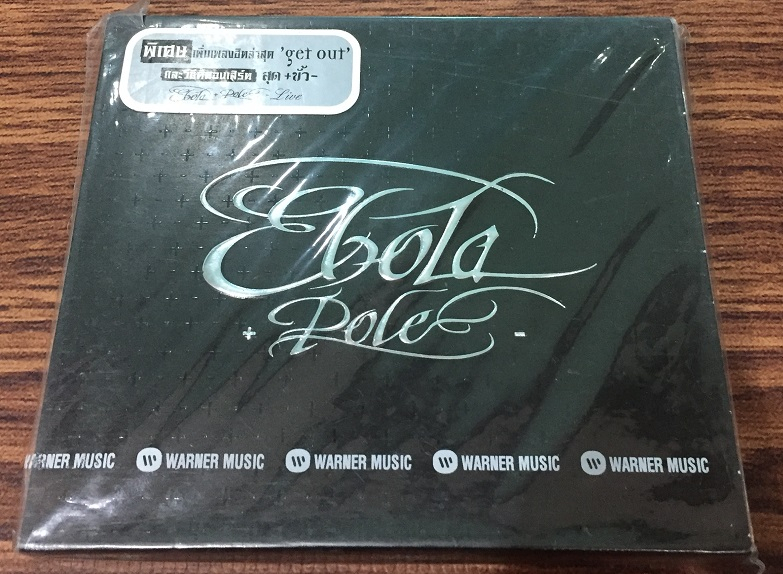 พิเศษ เพิ่มเพลงฮิตล่าสุด 'get out'
และวีดีโอคอนเสิร์ต สุด +ขั้ว-
Ebola + Pole - Live
Ebola
+ Pole -
WARNER MUSIC WARNER MUSIC WARNER MUSIC WARNER MUSIC WARNER MUSIC